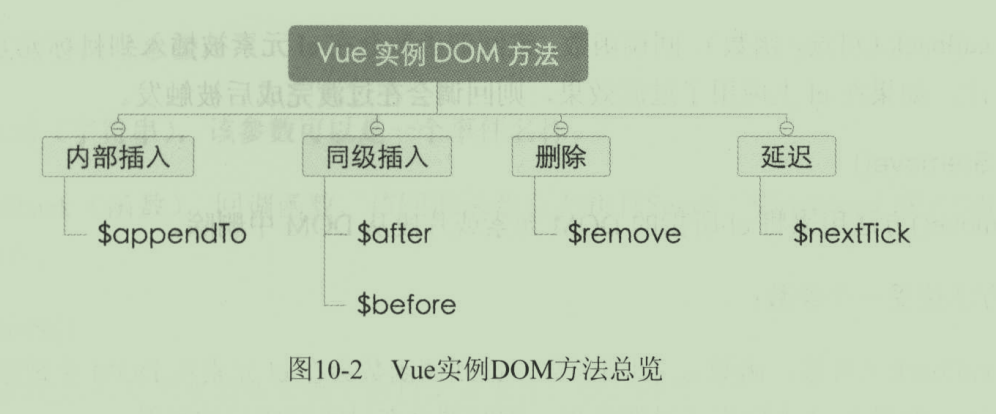 Vue 实例 DOM 方法
内部插入
同级插入
删除
延迟
$appendTo
$after
$remove
$nextTick
$before
图10-2 Vue实例DOM方法总览